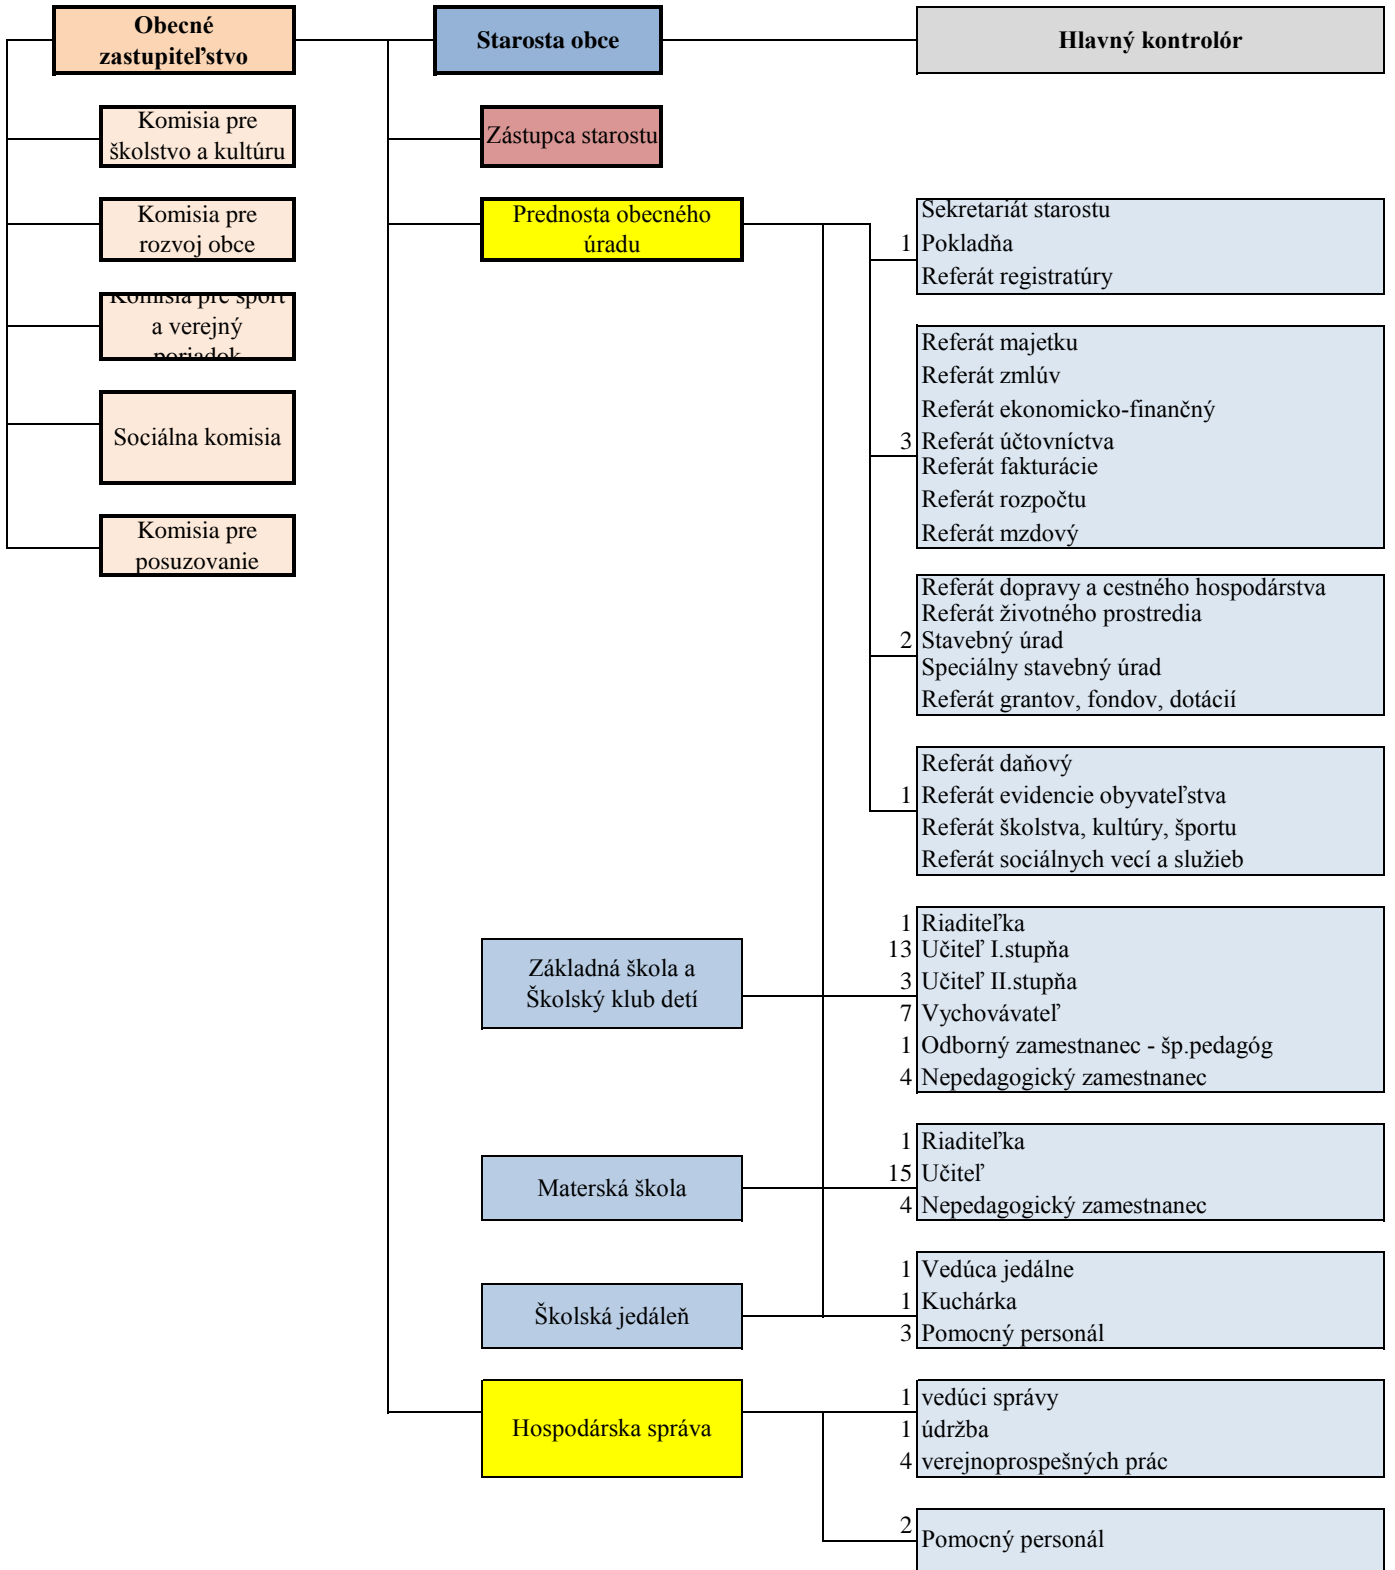 Obecné
zastupiteľstvo
Starosta obce
Hlavný kontrolór
Komisia pre
školstvo a kultúru
Zástupca starostu
Komisia pre
rozvoj obce
Prednosta obecného
úradu
Sekretariát starostu
1 Pokladňa
Referát registratúry
Komisia pre šport
a verejný
poriadok
Sociálna komisia
Komisia pre
posuzovanie
Referát majetku
Referát zmlúv
Referát ekonomicko-finančný
3 Referát účtovníctva
Referát fakturácie
Referát rozpočtu
Referát mzdový
Referát dopravy a cestného hospodárstva
Referát životného prostredia
2 Stavebný úrad
Speciálny stavebný úrad
Referát grantov, fondov, dotácií
Referát daňový
1 Referát evidencie obyvateľstva
Referát školstva, kultúry, športu
Referát sociálnych vecí a služieb
Základná škola a
Školský klub detí
1 Riaditeľka
13 Učiteľ I.stupňa
3 Učiteľ II.stupňa
7 Vychovávateľ
1 Odborný zamestnanec - šp.pedagóg
4 Nepedagogický zamestnanec
Materská škola
1 Riaditeľka
15 Učiteľ
4 Nepedagogický zamestnanec
Školská jedáleň
1 Vedúca jedálne
1 Kuchárka
3 Pomocný personál
Hospodárska správa
1 vedúci správy
1 údržba
4 verejnoprospešných prác
2 Pomocný personál